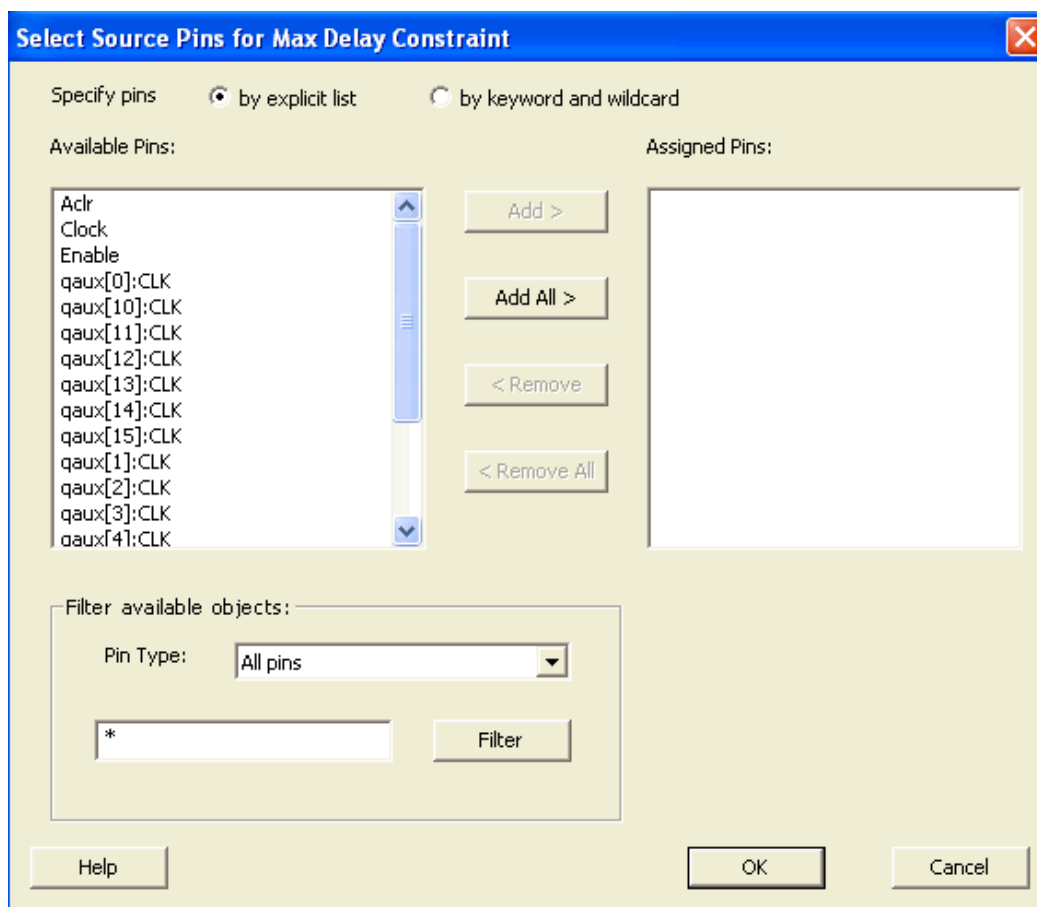 Select Source Pins for Max Delay Constraint
Specify pins by explicit list by keyword and wildcard
Available Pins: Assigned Pins:
Aclr
Clock
Enable
qaux[0]:CLK
qaux[10]:CLK
qaux[11]:CLK
qaux[12]:CLK
qaux[13]:CLK
qaux[14]:CLK
qaux[15]:CLK
qaux[1]:CLK
qaux[2]:CLK
qaux[3]:CLK
qaux[4]:CLK
Add >
Add All >
< Remove
< Remove All
Filter available objects:
Pin Type: All pins
* Filter
Help OK Cancel